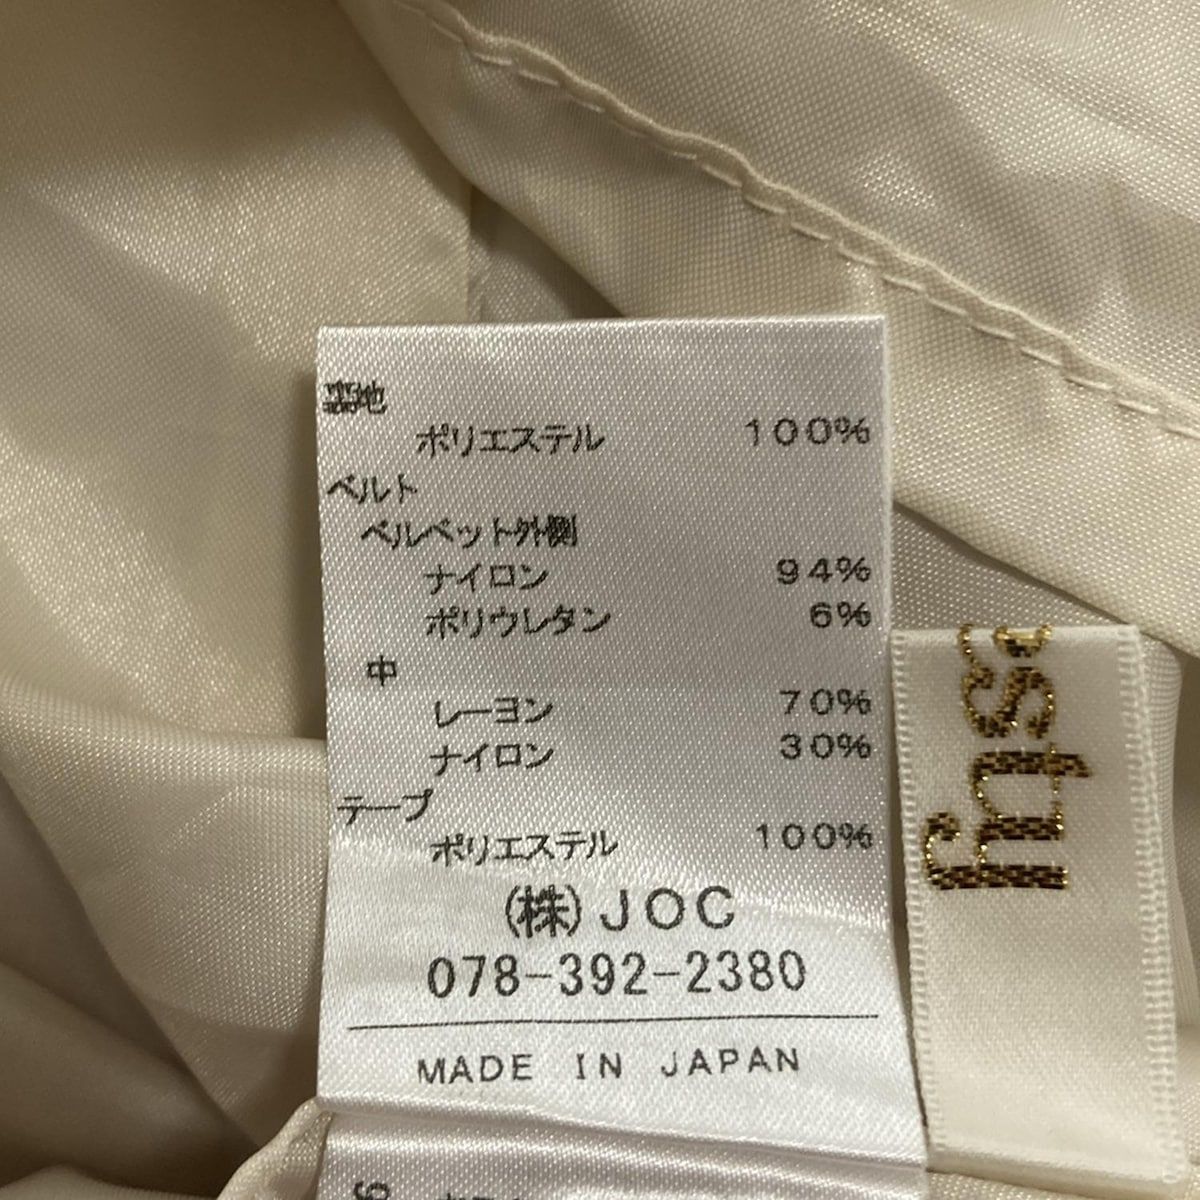 裏地
ポリエステル 100%
ベルト
ベルベット外側
ナイロン 94%
ポリウレタン 6%
中
レーヨン 70%
ナイロン 30%
テープ
ポリエステル 100%
(株)JOC
078-392-2380
MADE IN JAPAN